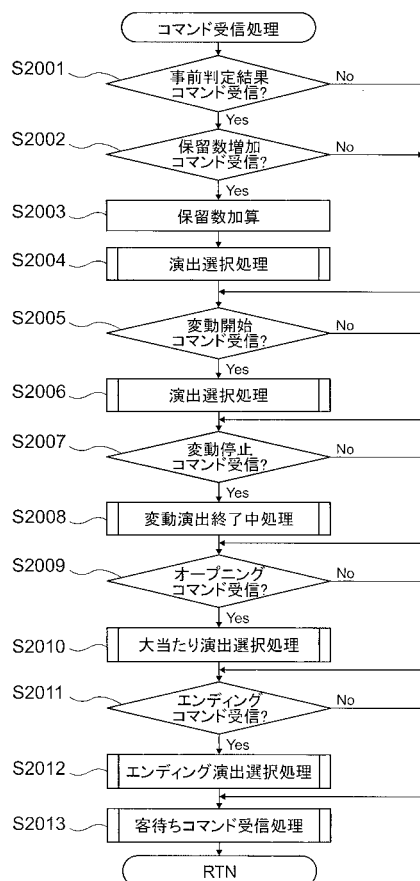 コマンド受信処理
S2001
事前判定結果
コマンド受信?
No
Yes
S2002
保留数増加
コマンド受信?
No
Yes
S2003
保留数加算
S2004
演出選択処理
S2005
変動開始
コマンド受信?
No
Yes
S2006
演出選択処理
S2007
変動停止
コマンド受信?
No
Yes
S2008
変動演出終了中処理
S2009
オープニング
コマンド受信?
No
Yes
S2010
大当たり演出選択処理
S2011
エンディング
コマンド受信?
No
Yes
S2012
エンディング演出選択処理
S2013
客待ちコマンド受信処理
RTN